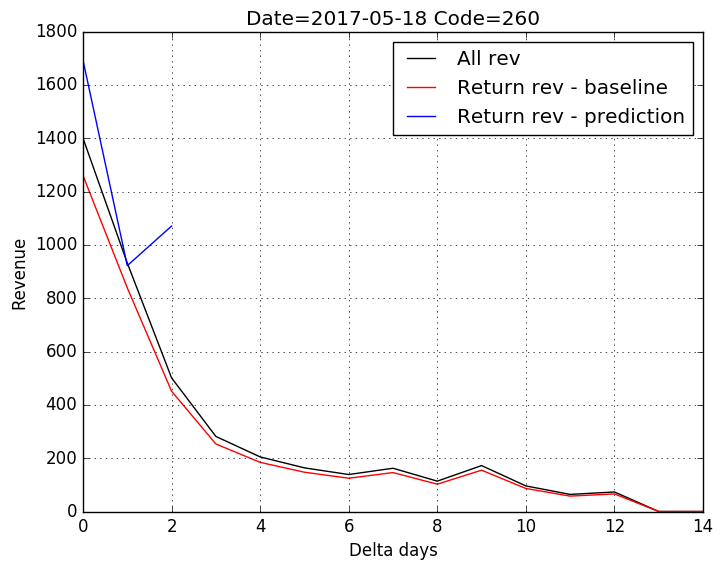 Date=2017-05-18 Code=260
1800
1600
1400
1200
1000
800
600
400
200
0
Revenue
All rev
Return rev - baseline
Return rev - prediction
0 2 4 6 8 10 12 14
Delta days